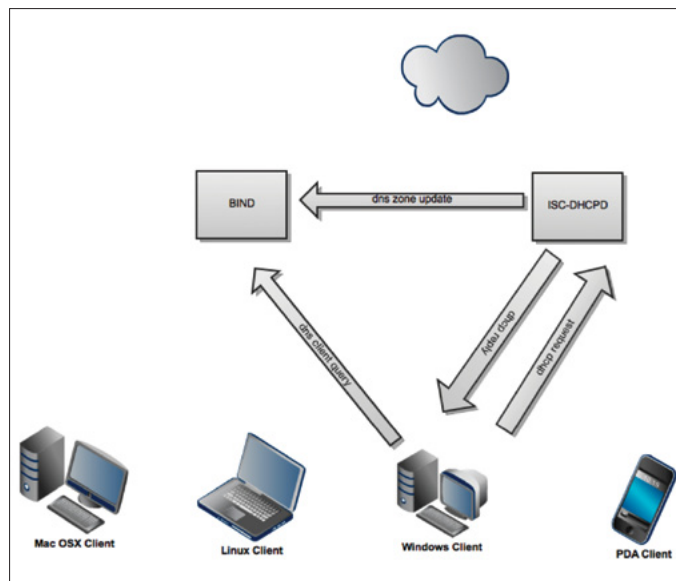 BIND
dns zone update
ISC-DHCPD
dns client query
dhcp reply
dhcp request
Mac OSX Client
Linux Client
Windows Client
PDA Client